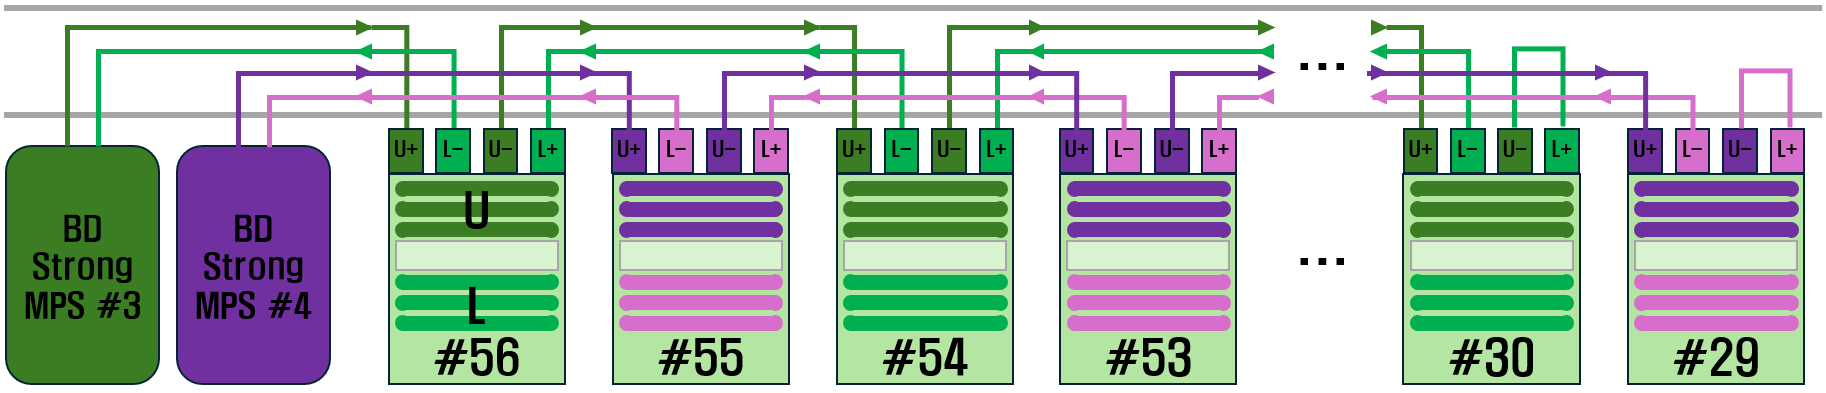 ...
U+ L− U− L+ U+ L− U− L+ U+ L− U− L+ U+ L− U− L+ U+ L− U− L+ U+ L− U− L+
BD
Strong
MPS #3
BD
Strong
MPS #4
U
L
...
#56 #55 #54 #53 #30 #29